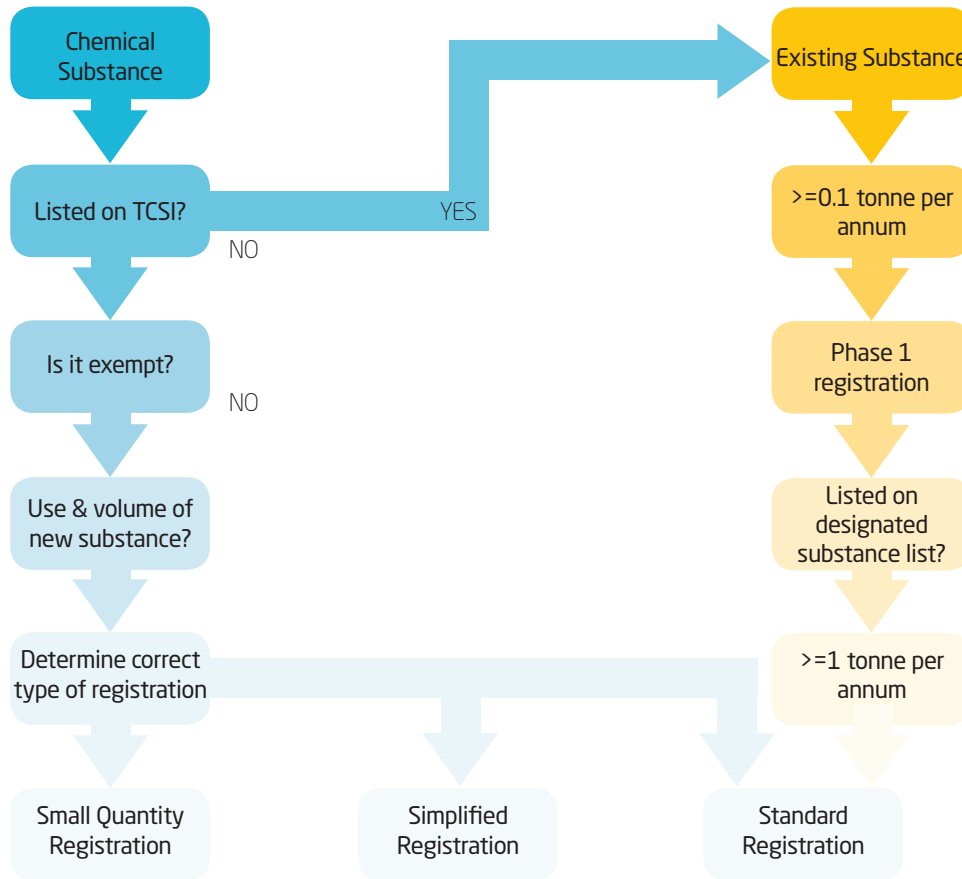 Chemical
Substance
Existing Substance
Listed on TCSI?
YES
NO
>=0.1 tonne per
annum
Is it exempt?
NO
Phase 1
registration
Use & volume of
new substance?
Listed on
designated
substance list?
Determine correct
type of registration
>=1 tonne per
annum
Small Quantity
Registration
Simplified
Registration
Standard
Registration